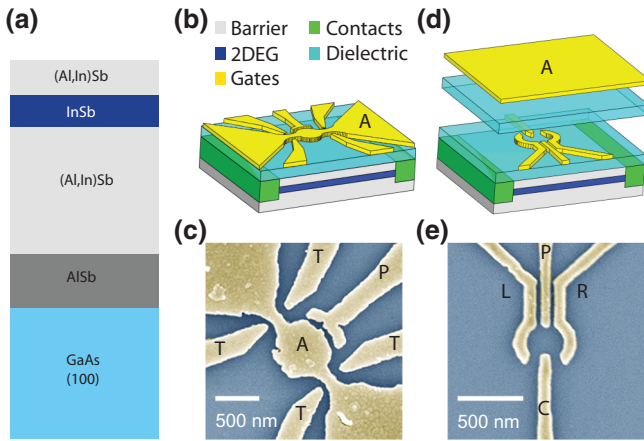 (a)
(Al,In)Sb
InSb
(Al,In)Sb
AlSb
GaAs
(100)
(b)
Barrier
2DEG
Gates
Contacts
Dielectric
A
(c)
T
P
T
A
T
T
500 nm
(d)
A
(e)
P
L
R
C
500 nm